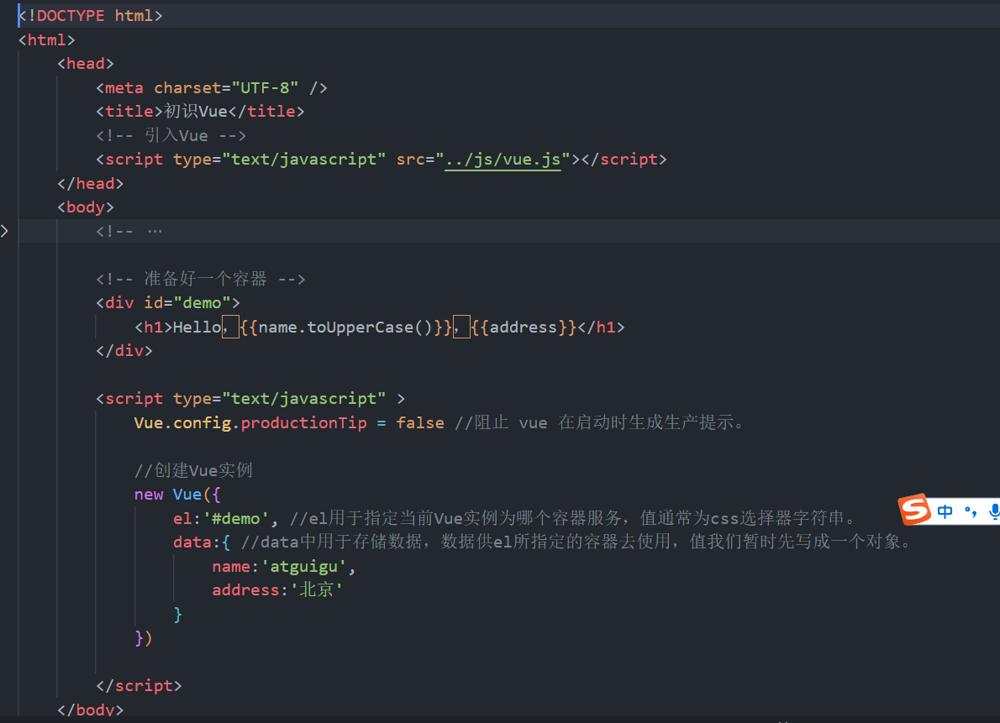 <!DOCTYPE html>
<html>
<head>
<meta charset="UTF-8" />
<title>初识Vue</title>
<!-- 引入Vue -->
<script type="text/javascript" src="../js/vue.js"></script>
</head>
<body>
<!-- ···
<!-- 准备好一个容器 -->
<div id="demo">
<h1>Hello，{{name.toUpperCase()}}，{{address}}</h1>
</div>
<script type="text/javascript" >
Vue.config.productionTip = false //阻止 vue 在启动时生成生产提示。
//创建Vue实例
new Vue({
el:'#demo', //el用于指定当前Vue实例为哪个容器服务，值通常为css选择器字符串。
data:{ //data中用于存储数据，数据供el所指定的容器去使用，值我们暂时先写成一个对象。
name:'atguigu',
address:'北京'
}
})
</script>
</body>
S 中 °,